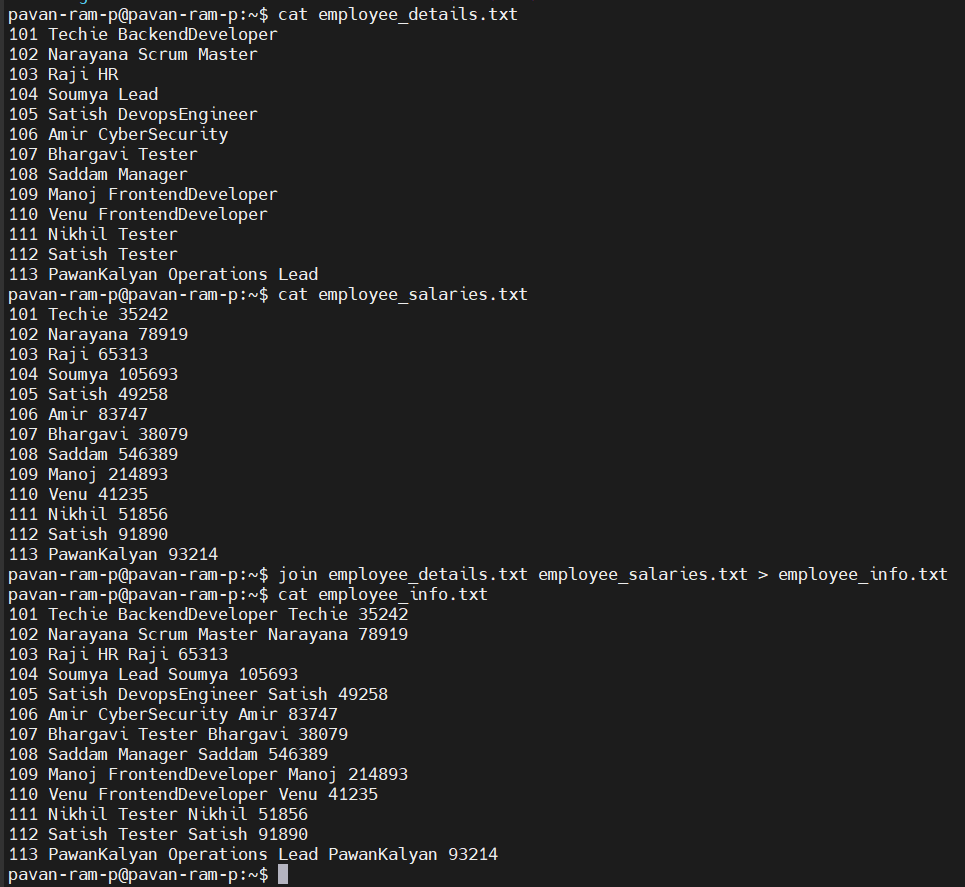 pavan-ram-p@pavan-ram-p:~$ cat employee_details.txt
101 Techie BackendDeveloper
102 Narayana Scrum Master
103 Raji HR
104 Soumya Lead
105 Satish DevopsEngineer
106 Amir CyberSecurity
107 Bhargavi Tester
108 Saddam Manager
109 Manoj FrontendDeveloper
110 Venu FrontendDeveloper
111 Nikhil Tester
112 Satish Tester
113 PawanKalyan Operations Lead
pavan-ram-p@pavan-ram-p:~$ cat employee_salaries.txt
101 Techie 35242
102 Narayana 78919
103 Raji 65313
104 Soumya 105693
105 Satish 49258
106 Amir 83747
107 Bhargavi 38079
108 Saddam 546389
109 Manoj 214893
110 Venu 41235
111 Nikhil 51856
112 Satish 91890
113 PawanKalyan 93214
pavan-ram-p@pavan-ram-p:~$ join employee_details.txt employee_salaries.txt > employee_info.txt
pavan-ram-p@pavan-ram-p:~$ cat employee_info.txt
101 Techie BackendDeveloper Techie 35242
102 Narayana Scrum Master Narayana 78919
103 Raji HR Raji 65313
104 Soumya Lead Soumya 105693
105 Satish DevopsEngineer Satish 49258
106 Amir CyberSecurity Amir 83747
107 Bhargavi Tester Bhargavi 38079
108 Saddam Manager Saddam 546389
109 Manoj FrontendDeveloper Manoj 214893
110 Venu FrontendDeveloper Venu 41235
111 Nikhil Tester Nikhil 51856
112 Satish Tester Satish 91890
113 PawanKalyan Operations Lead PawanKalyan 93214
pavan-ram-p@pavan-ram-p:~$